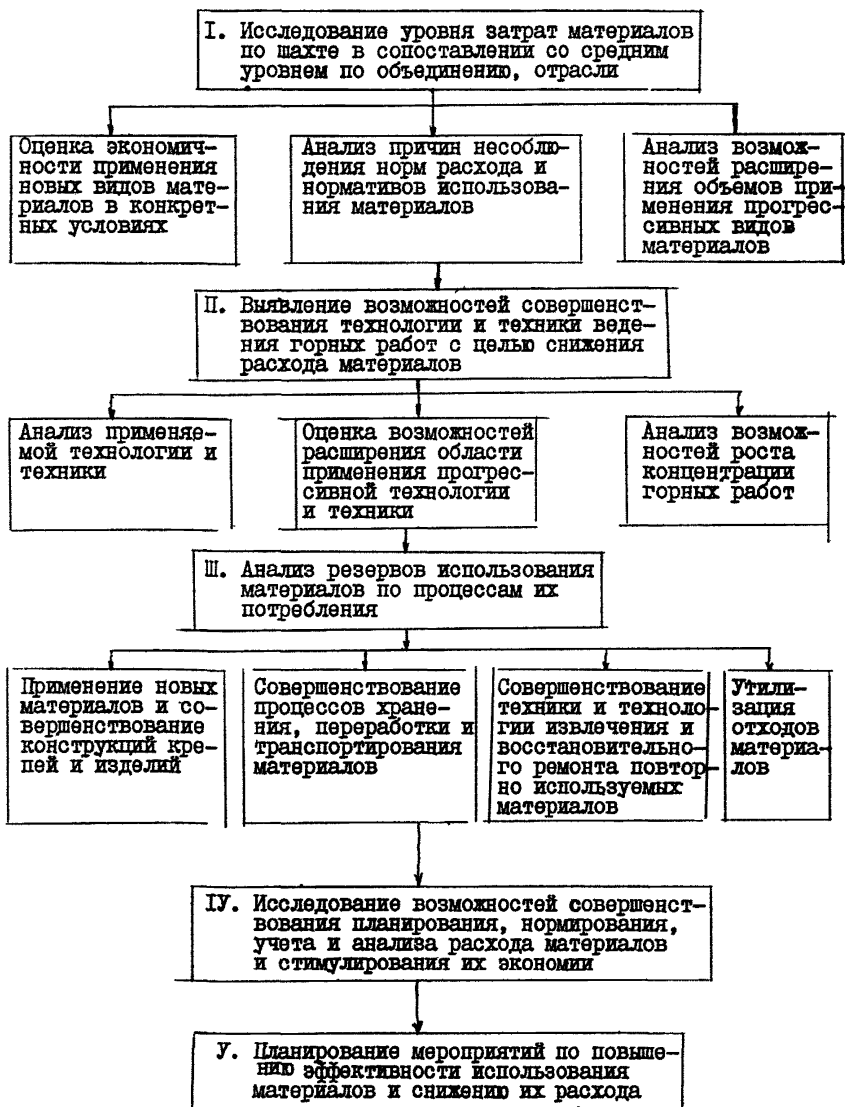 I. Исследование уровня затрат материалов
по шахте в сопоставлении со средним
уровнем по объединению, отрасли
Оценка экономич-
ности применения
новых видов мате-
риалов в конкрет-
ных условиях
Анализ причин несоблю-
дения норм расхода и
нормативов использова-
ния материалов
Анализ возмож-
ностей расшире-
ния объемов при-
менения прогрес-
сивных видов
материалов
П. Выявление возможностей совершенст-
вования технологии и техники веде-
ния горных работ с целью снижения
расхода материалов
Анализ применяе-
мой технологии и
техники
Оценка возможностей
расширения области
применения прогрес-
сивной технологии
и техники
Анализ возмож-
ностей роста
концентрации
горных работ
Ш. Анализ резервов использования
материалов по процессам их
потребления
Применение новых
материалов и со-
вершенствование
конструкций кре-
пей и изделий
Совершенствование
процессов хране-
ния, переработки и
транспортирования
материалов
Совершенствование
техники и техноло-
гии извлечения и
восстановительно-
го ремонта повтор-
но используемых
материалов
Утили-
зация
отходов
материа-
лов
IУ. Исследование возможностей совершенст-
вования планирования, нормирования,
учета и анализа расхода материалов
и стимулирования их экономии
У. Планирование мероприятий по повыше-
нию эффективности использования
материалов и снижению их расхода